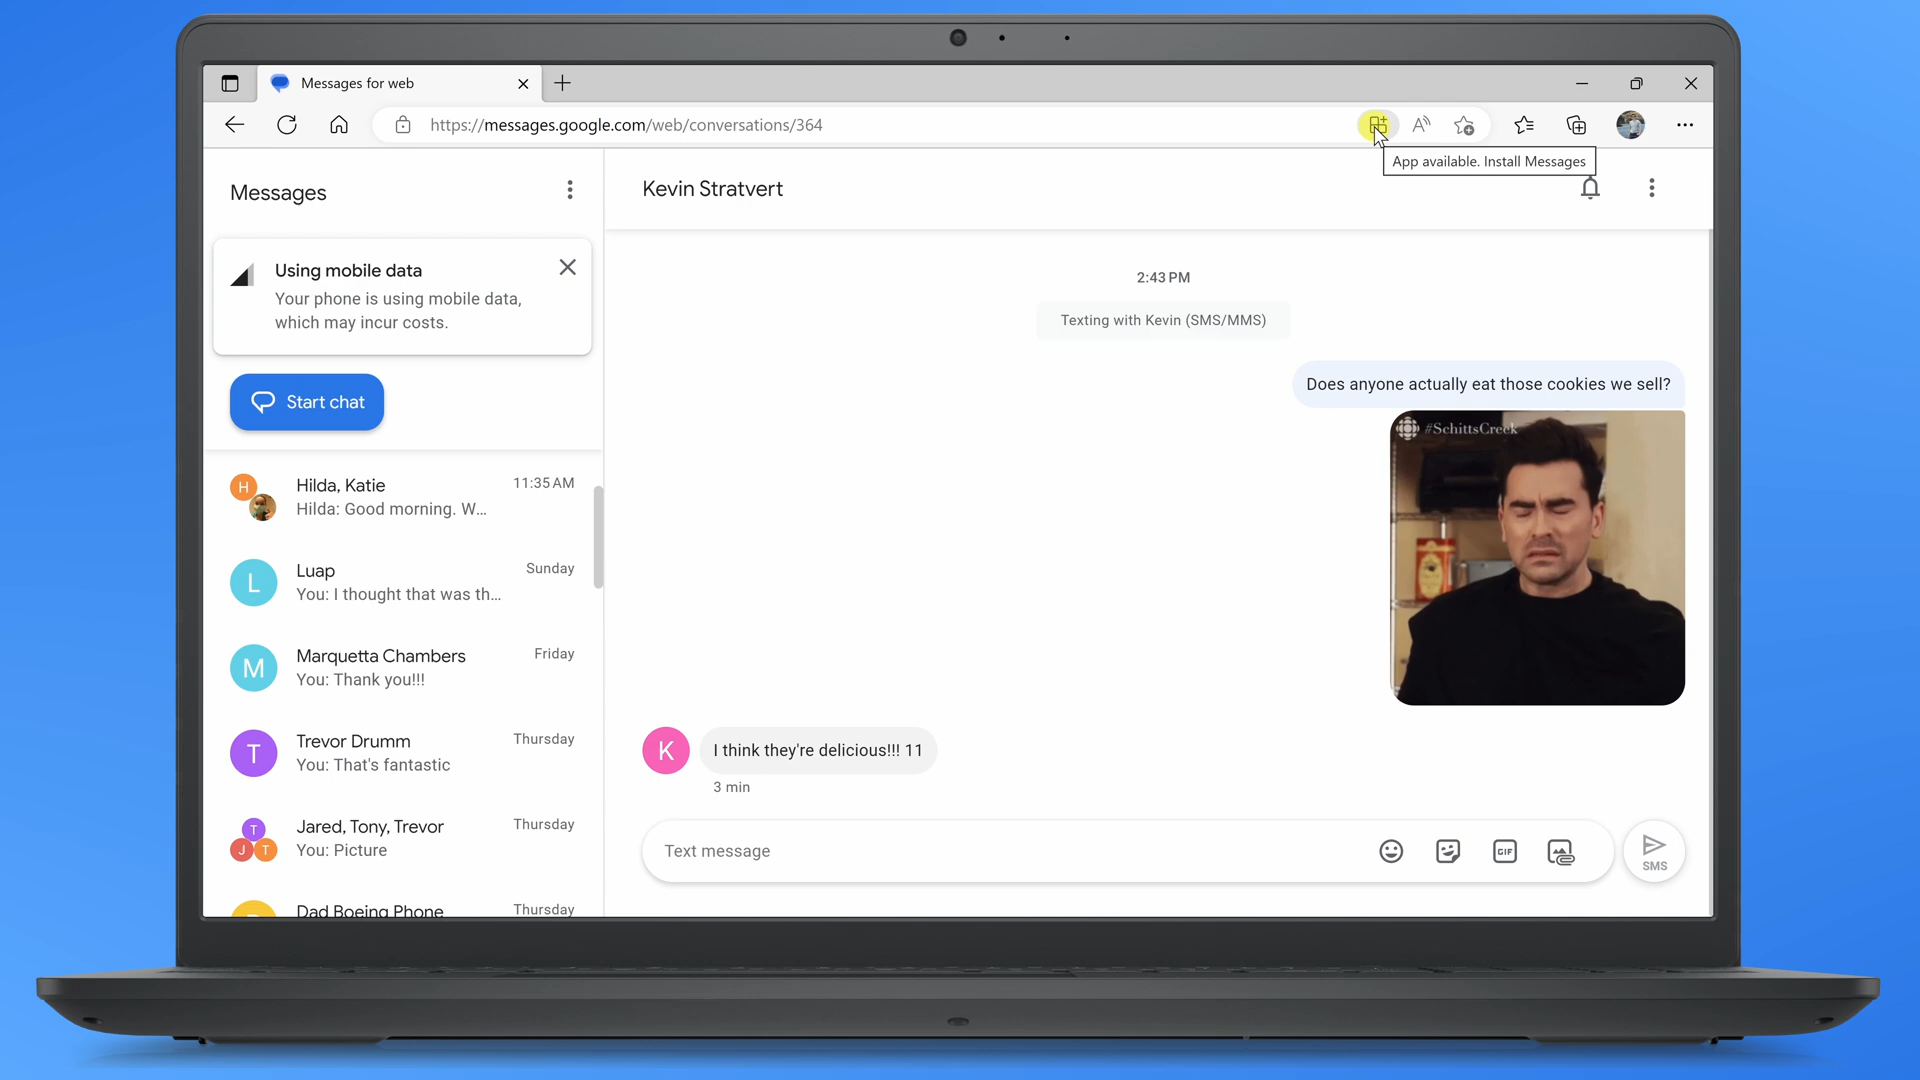 Messages for web
https://messages.google.com/web/conversations/364
App available. Install Messages
Messages
Kevin Stratvert
Using mobile data
Your phone is using mobile data,
which may incur costs.
Start chat
2:43 PM
Texting with Kevin (SMS/MMS)
Does anyone actually eat those cookies we sell?
#SchittsCreek
H
Hilda, Katie
11:35 AM
Hilda: Good morning. W...
L
Luap
Sunday
You: I thought that was th...
M
Marquetta Chambers
Friday
You: Thank you!!!
T
Trevor Drumm
Thursday
You: That's fantastic
T
J
T
Jared, Tony, Trevor
Thursday
You: Picture
Dad Boeing Phone
Thursday
K
I think they're delicious!!! 11
3 min
Text message
GIF
SMS